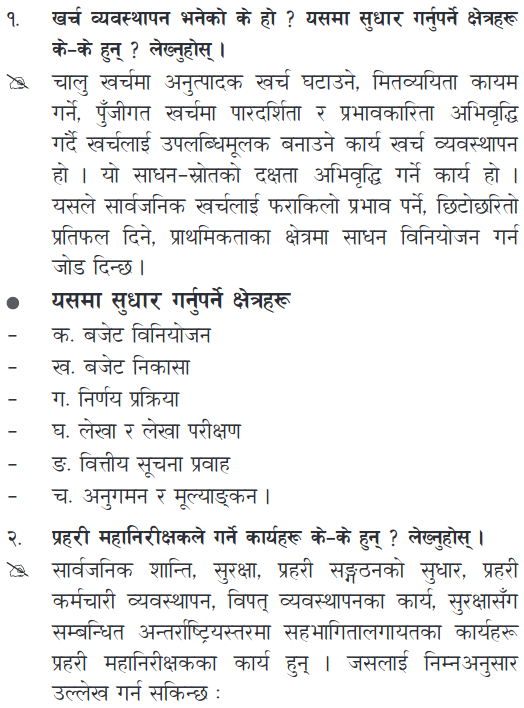 १. खर्च व्यवस्थापन भनेको के हो ? यसमा सुधार गर्नुपर्ने क्षेत्रहरू
के-के हुन् ? लेख्नुहोस् ।
चालु खर्चमा अनुत्पादक खर्च घटाउने, मितव्ययिता कायम
गर्ने, पुँजीगत खर्चमा पारदर्शिता र प्रभावकारिता अभिवृद्धि
गर्दै खर्चलाई उपलब्धिमूलक बनाउने कार्य खर्च व्यवस्थापन
हो । यो साधन-स्रोतको दक्षता अभिवृद्धि गर्ने कार्य हो ।
यसले सार्वजनिक खर्चलाई फराकिलो प्रभाव पर्ने, छिटोछरितो
प्रतिफल दिने, प्राथमिकताका क्षेत्रमा साधन विनियोजन गर्न
जोड दिन्छ ।
● यसमा सुधार गर्नुपर्ने क्षेत्रहरू
- क. बजेट विनियोजन
- ख. बजेट निकासा
- ग. निर्णय प्रक्रिया
- घ. लेखा र लेखा परीक्षण
- ङ. वित्तीय सूचना प्रवाह
- च. अनुगमन र मूल्याङ्कन ।
२. प्रहरी महानिरीक्षकले गर्ने कार्यहरू के-के हुन् ? लेख्नुहोस् ।
सार्वजनिक शान्ति, सुरक्षा, प्रहरी सङ्गठनको सुधार, प्रहरी
कर्मचारी व्यवस्थापन, विपत् व्यवस्थापनका कार्य, सुरक्षासँग
सम्बन्धित अन्तर्राष्ट्रियस्तरमा सहभागितालगायतका कार्यहरू
प्रहरी महानिरीक्षकका कार्य हुन् । जसलाई निम्नअनुसार
उल्लेख गर्न सकिन्छ :